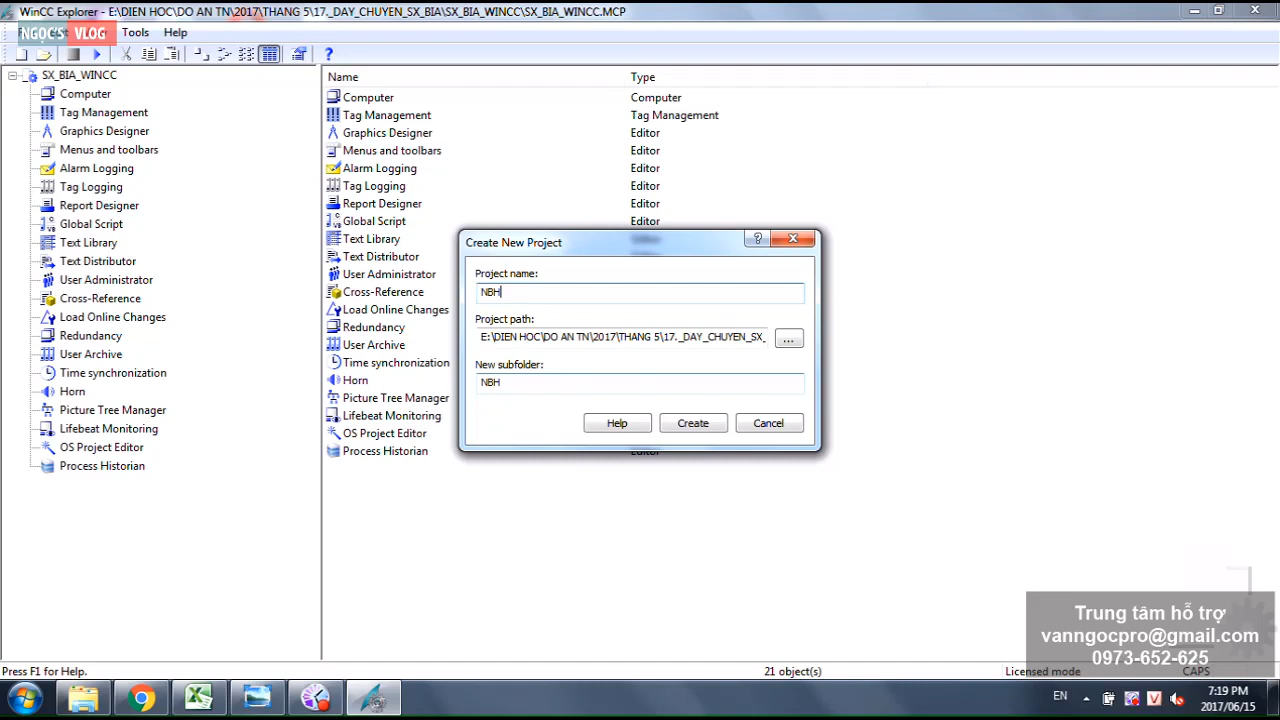 WinCC Explorer - E:\DIEN HOC\DO AN TN\2017\THANG 5\17._DAY_CHUYEN_SX_BIA\SX_BIA_WINCC\SX_BIA_WINCC.MCP
NGỌC'S VLOG
Tools Help
SX_BIA_WINCC
Computer
Tag Management
Graphics Designer
Menus and toolbars
Alarm Logging
Tag Logging
Report Designer
Global Script
Text Library
Text Distributor
User Administrator
Cross-Reference
Load Online Changes
Redundancy
User Archive
Time synchronization
Horn
Picture Tree Manager
Lifebeat Monitoring
OS Project Editor
Process Historian
Name Type
Computer Computer
Tag Management Tag Management
Graphics Designer Editor
Menus and toolbars Editor
Alarm Logging Editor
Tag Logging Editor
Report Designer Editor
Global Script Editor
Text Library Editor
Text Distributor
User Administrator
Cross-Reference
Load Online Changes
Redundancy
User Archive
Time synchronization
Horn
Picture Tree Manager
Lifebeat Monitoring
OS Project Editor
Process Historian Editor
Create New Project
Project name:
NBH
Project path:
E:\DIEN HOC\DO AN TN\2017\THANG 5\17._DAY_CHUYEN_SX_
...
New subfolder:
NBH
Help Create Cancel
Trung tâm hỗ trợ
vanngocpro@gmail.com
0973-652-625
Press F1 for Help. 21 object(s) Licensed mode CAPS
EN 7:19 PM
2017/06/15